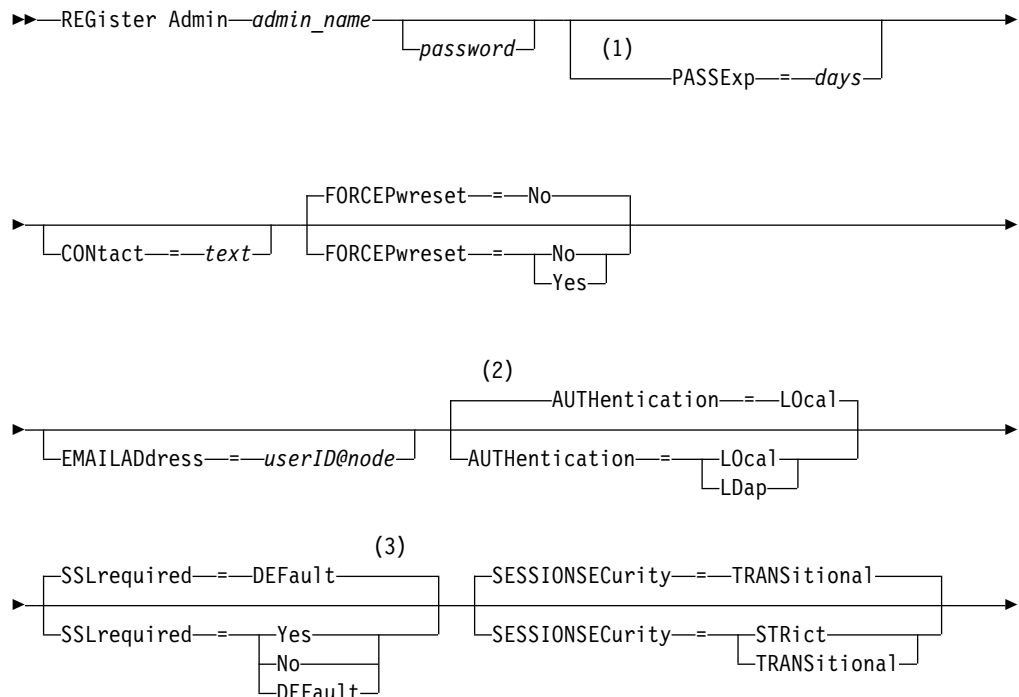 REGister Admin admin_name
password
(1)
PASSExp = days
FORCEPwreset = No
CONtact = text FORCEPwreset = No
Yes
(2)
AUTHentication = LOcal
EMAILADdress = userID@node AUTHentication = LOcal
LDap
(3)
SSLrequired = DEFault SESSIONSECurity = TRANSitional
SSLrequired = Yes SESSIONSECurity = STRict
No TRANSitional
DEFault